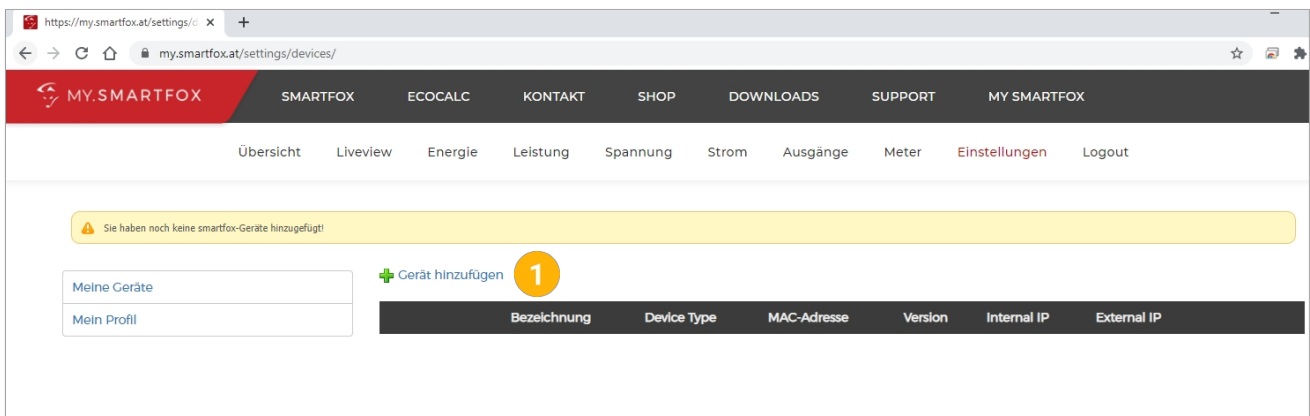 https://my.smartfox.at/settings/d
my.smartfox.at/settings/devices/
MY.SMARTFOX SMARTFOX ECOCALC KONTAKT SHOP DOWNLOADS SUPPORT MY SMARTFOX
Übersicht Liveview Energie Leistung Spannung Strom Ausgänge Meter Einstellungen Logout
Sie haben noch keine smartfox-Geräte hinzugefügt!
Gerät hinzufügen 1
Meine Geräte
Mein Profil
Bezeichnung Device Type MAC-Adresse Version Internal IP External IP